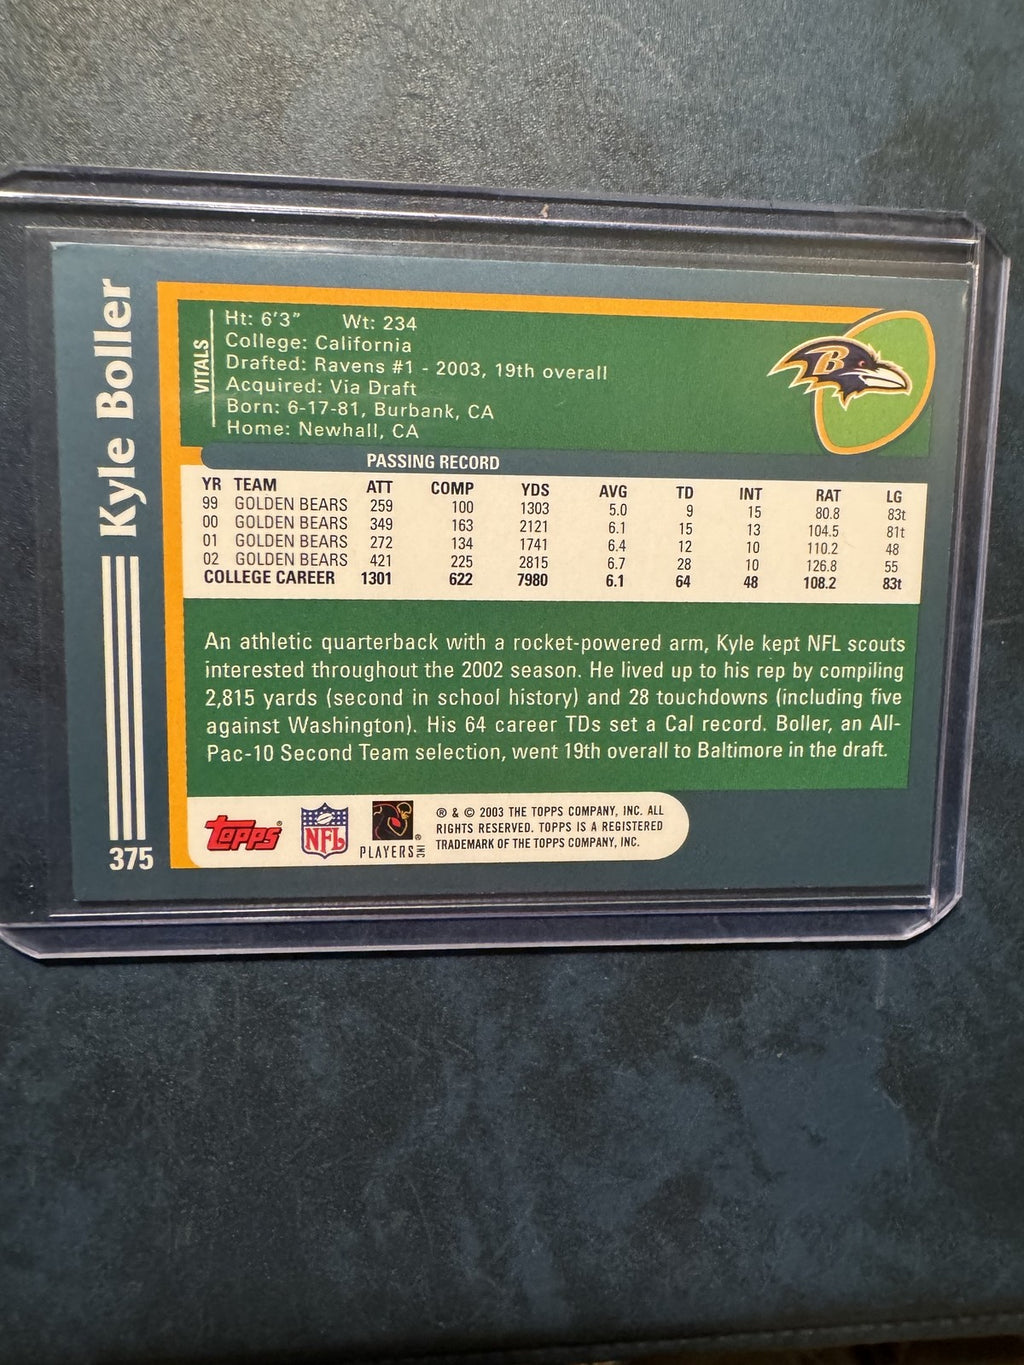 Kyle Boller
375
VITALS
Ht: 6'3" Wt: 234
College: California
Drafted: Ravens #1 - 2003, 19th overall
Acquired: Via Draft
Born: 6-17-81, Burbank, CA
Home: Newhall, CA
B
PASSING RECORD
YR TEAM ATT COMP YDS AVG TD INT RAT LG
99 GOLDEN BEARS 259 100 1303 5.0 9 15 80.8 83t
00 GOLDEN BEARS 349 163 2121 6.1 15 13 104.5 81t
01 GOLDEN BEARS 272 134 1741 6.4 12 10 110.2 48
02 GOLDEN BEARS 421 225 2815 6.7 28 10 126.8 55
COLLEGE CAREER 1301 622 7980 6.1 64 48 108.2 83t
An athletic quarterback with a rocket-powered arm, Kyle kept NFL scouts
interested throughout the 2002 season. He lived up to his rep by compiling
2,815 yards (second in school history) and 28 touchdowns (including five
against Washington). His 64 career TDs set a Cal record. Boller, an All-
Pac-10 Second Team selection, went 19th overall to Baltimore in the draft.
topps®
NFL
PLAYERS INC ®
® & © 2003 THE TOPPS COMPANY, INC. ALL
RIGHTS RESERVED. TOPPS IS A REGISTERED
TRADEMARK OF THE TOPPS COMPANY, INC.